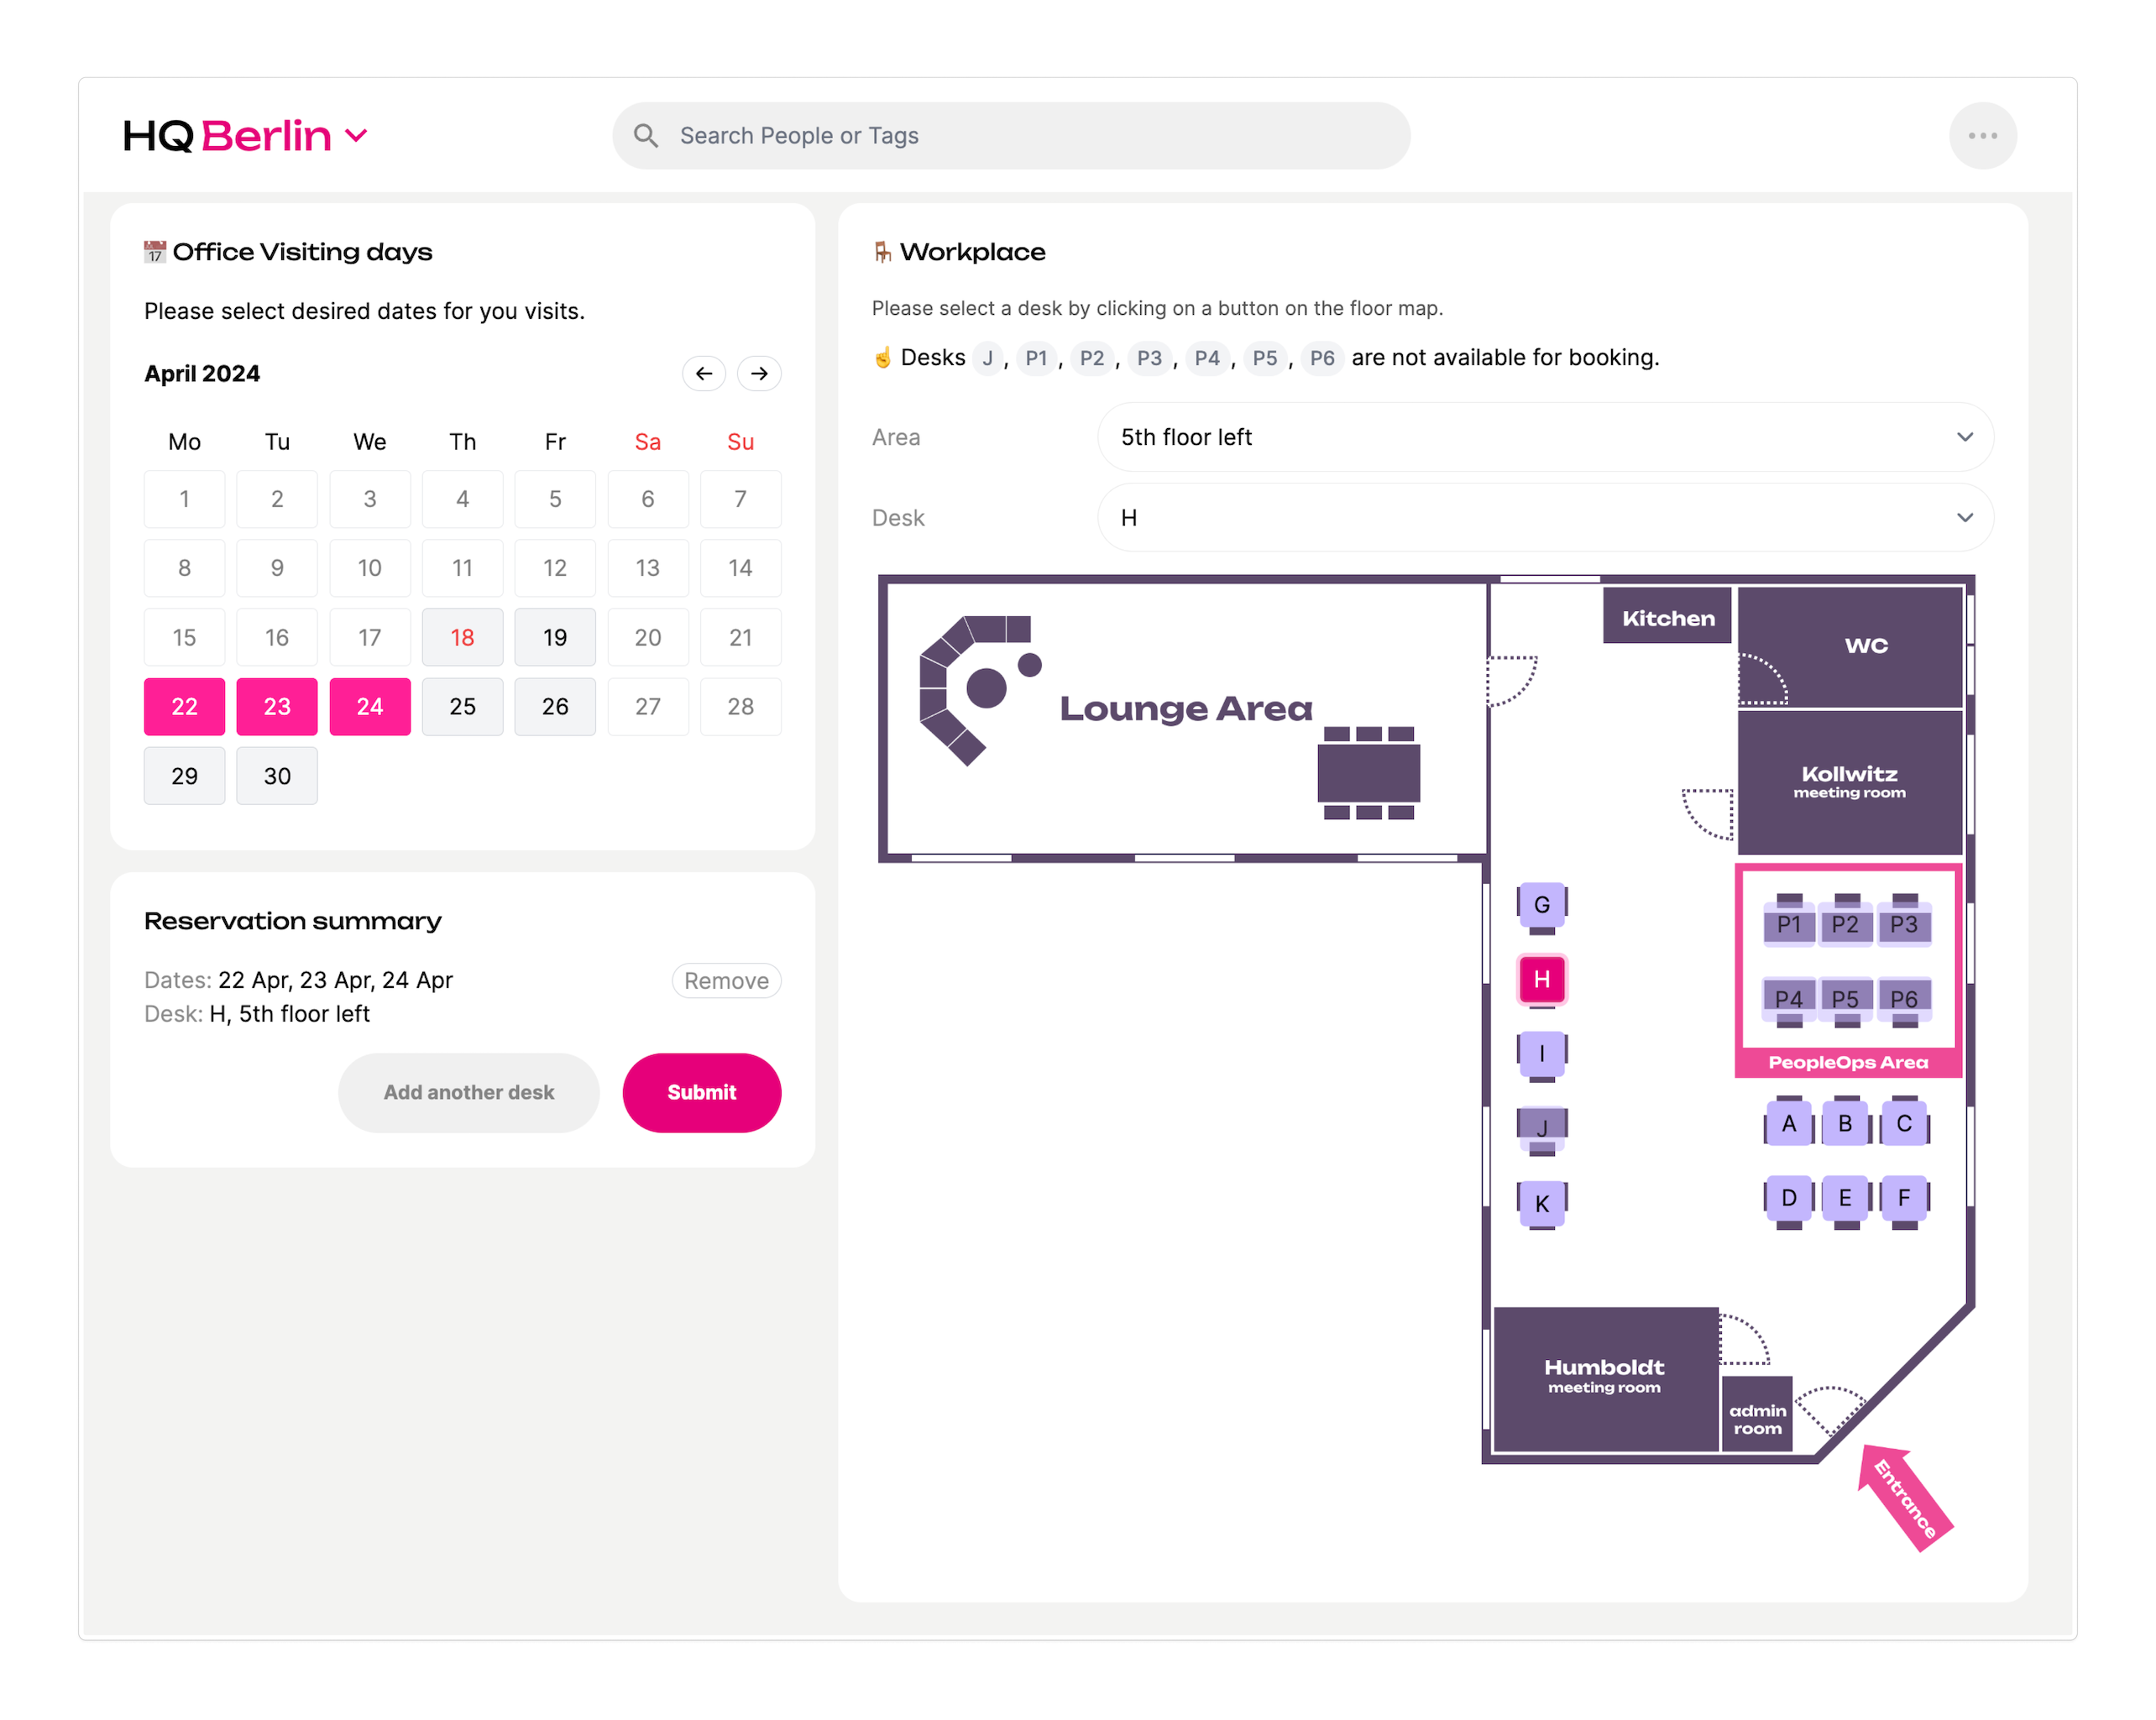 HQ Berlin
Search People or Tags
17 Office Visiting days
Please select desired dates for you visits.
April 2024
Mo Tu We Th Fr Sa Su
1 2 3 4 5 6 7
8 9 10 11 12 13 14
15 16 17 18 19 20 21
22 23 24 25 26 27 28
29 30
Reservation summary
Dates: 22 Apr, 23 Apr, 24 Apr
Remove
Desk: H, 5th floor left
Add another desk
Submit
Workplace
Please select a desk by clicking on a button on the floor map.
☝️ Desks J, P1, P2, P3, P4, P5, P6 are not available for booking.
Area
5th floor left
Desk
H
Kitchen
WC
Lounge Area
Kollwitz
meeting room
G
H
I
J
K
P1 P2 P3
P4 P5 P6
PeopleOps Area
A B C
D E F
Humboldt
meeting room
admin
room
Entrance